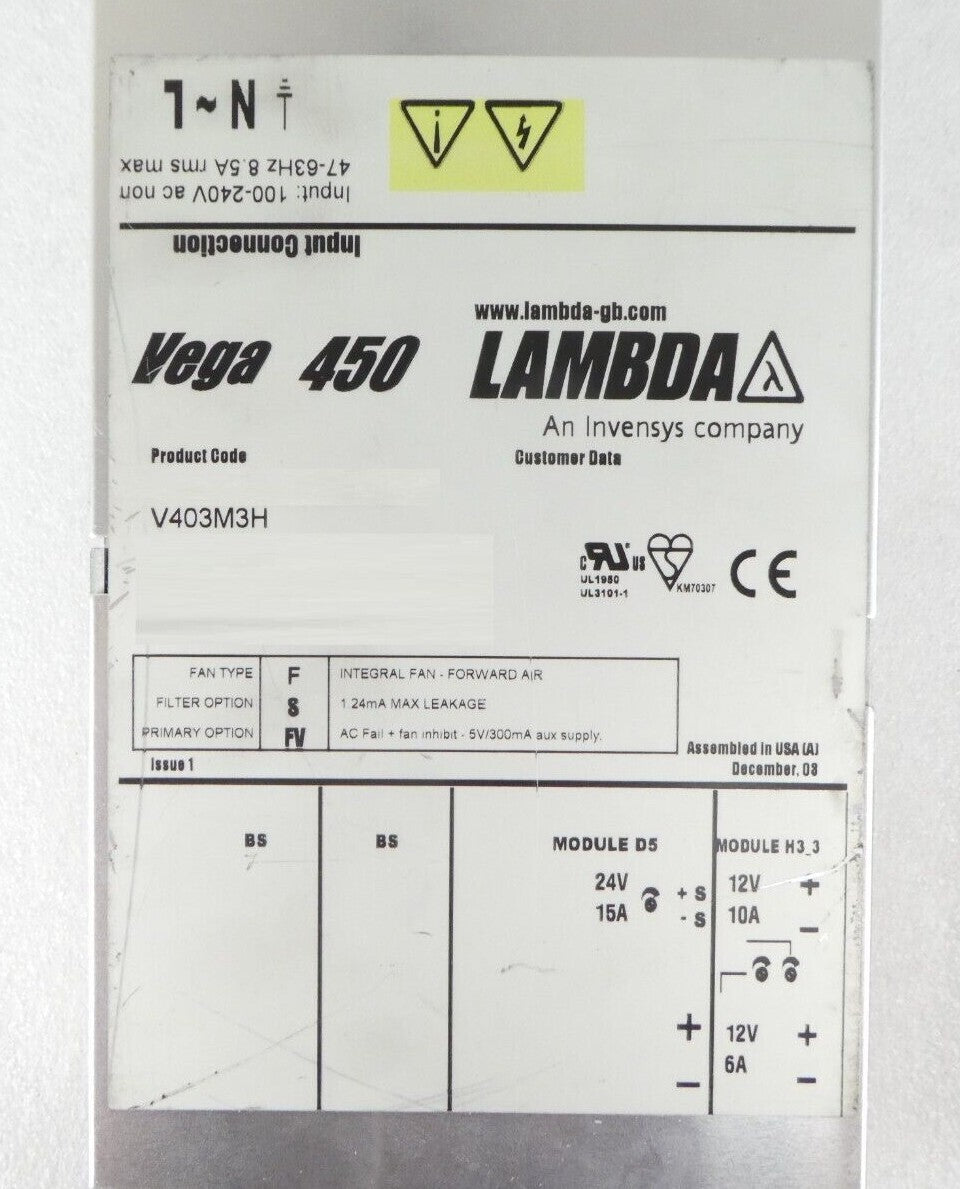 L ~ N
47-63Hz 8.5A rms max
Input: 100-240V ac nom
Input Connection
www.lambda-gb.com
Vega 450 LAMBDA λ
An Invensys company
Product Code Customer Data
V403M3H
c RU us
UL1950
UL3101-1
KM70307
CE
FAN TYPE F INTEGRAL FAN - FORWARD AIR
FILTER OPTION S 1.24mA MAX LEAKAGE
PRIMARY OPTION FV AC Fail + fan inhibit - 5V/300mA aux supply.
Issue 1
Assembled in USA (A)
December, 03
BS BS MODULE D5 MODULE H3_3
24V + S 12V +
15A - S 10A -
+ 12V +
6A
- -